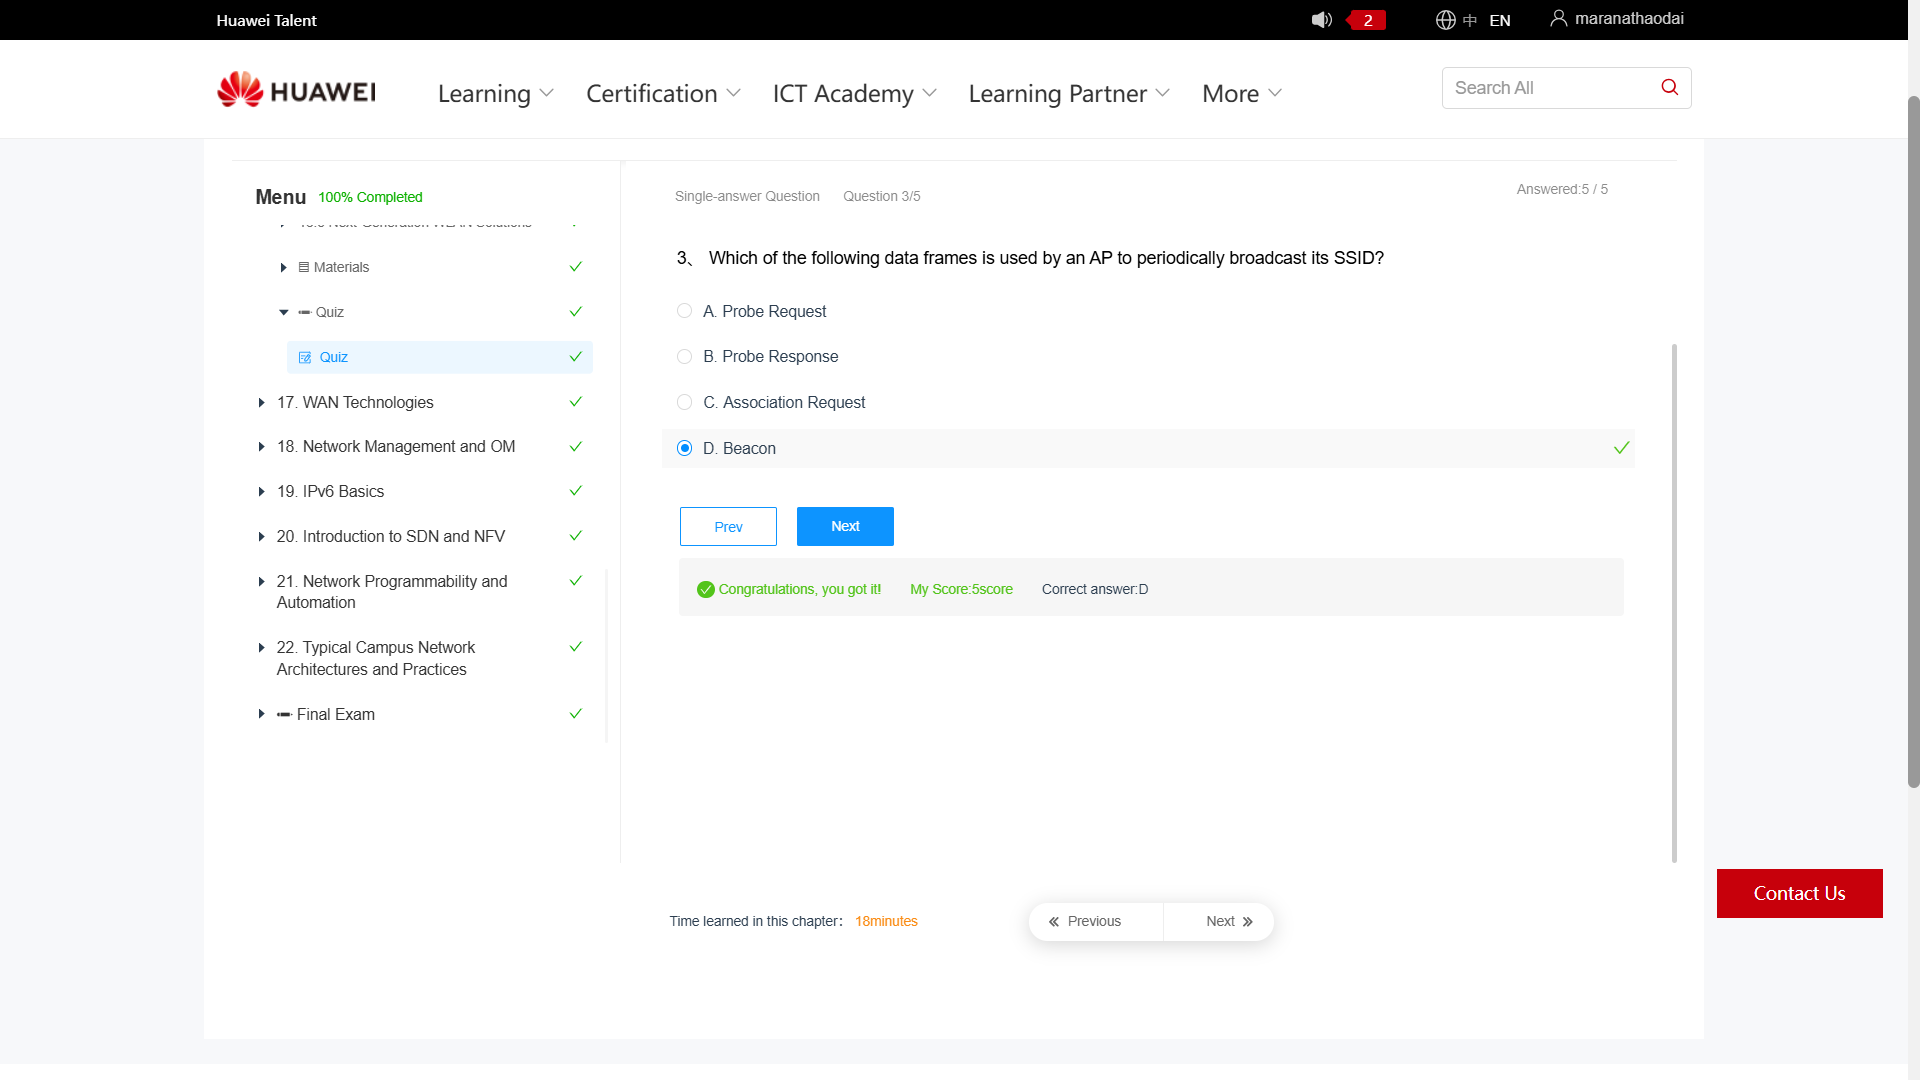 Huawei Talent
2
中 EN
maranathaodai
HUAWEI
Learning
Certification
ICT Academy
Learning Partner
More
Search All
Menu 100% Completed
Materials
Quiz
Quiz
17. WAN Technologies
18. Network Management and OM
19. IPv6 Basics
20. Introduction to SDN and NFV
21. Network Programmability and
Automation
22. Typical Campus Network
Architectures and Practices
Final Exam
Single-answer Question Question 3/5
Answered:5 / 5
3、 Which of the following data frames is used by an AP to periodically broadcast its SSID?
A. Probe Request
B. Probe Response
C. Association Request
D. Beacon
Prev
Next
Congratulations, you got it! My Score:5score Correct answer:D
Time learned in this chapter： 18minutes
« Previous
Next »
Contact Us